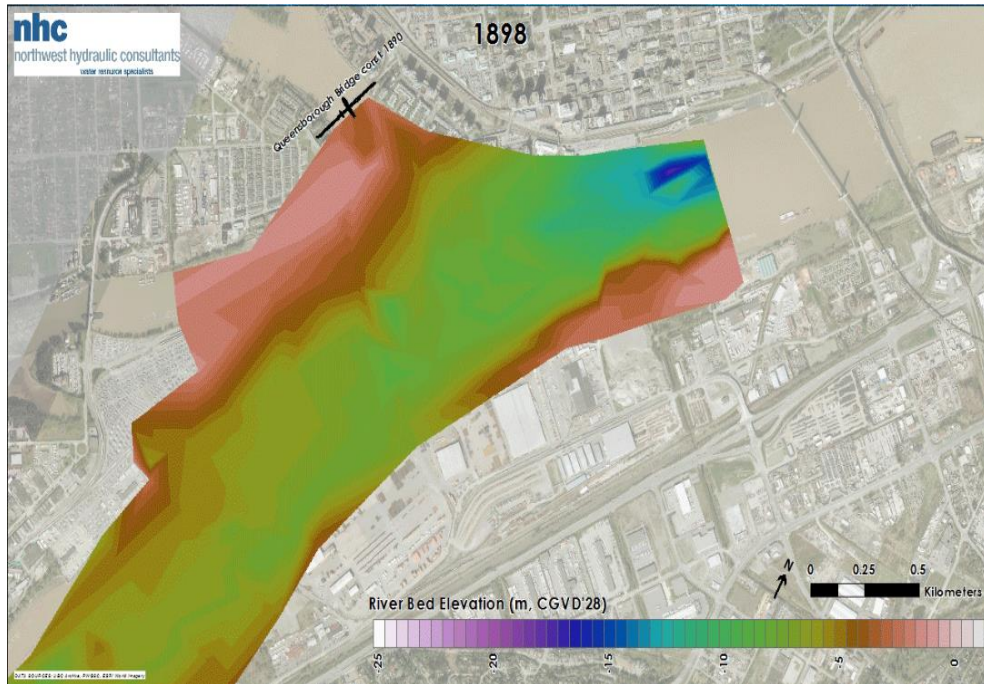 nhc
northwest hydraulic consultants
water resource specialists
1898
Queensborough Bridge const 1890
N
0 0.25 0.5
Kilometers
River Bed Elevation (m, CGVD'28)
-25 -20 -15 -10 -5 0